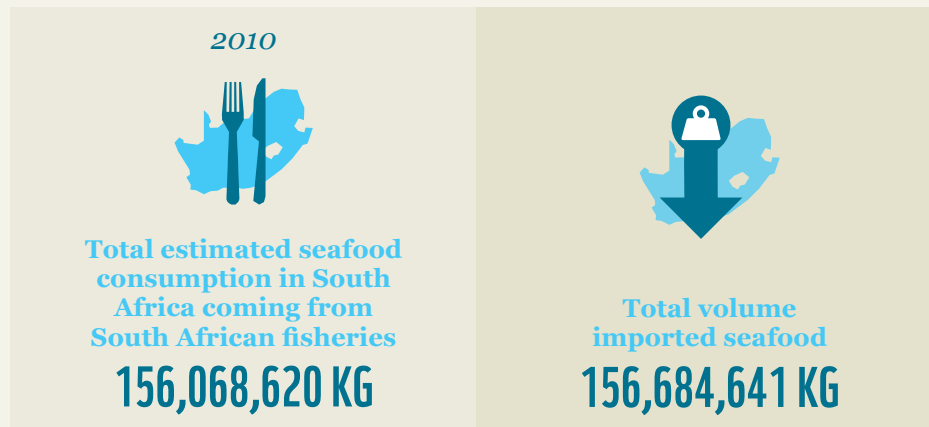 2010
Total estimated seafood
consumption in South
Africa coming from
South African fisheries
156,068,620 KG
Total volume
imported seafood
156,684,641 KG